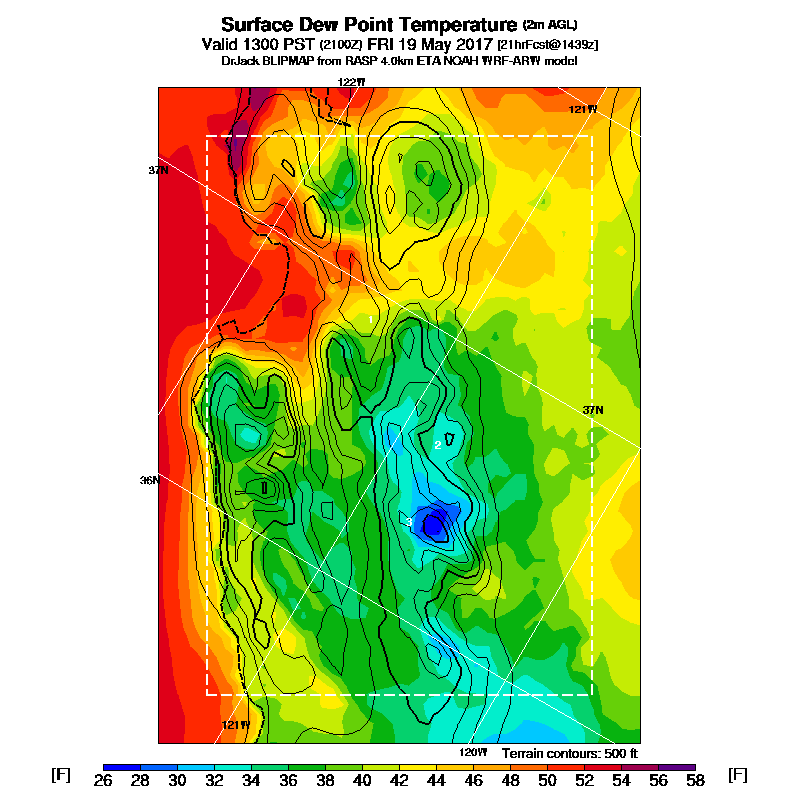 Surface Dew Point Temperature (2m AGL)
Valid 1300 PST (2100Z) FRI 19 May 2017 [21hrFcst@1439z]
DrJack BLIPMAP from RASP 4.0km ETA NOAH WRF-ARW model
122W
121W
37N
1
37N
2
36N
3
121W
120W Terrain contours: 500 ft
[F] 26 28 30 32 34 36 38 40 42 44 46 48 50 52 54 56 58 [F]